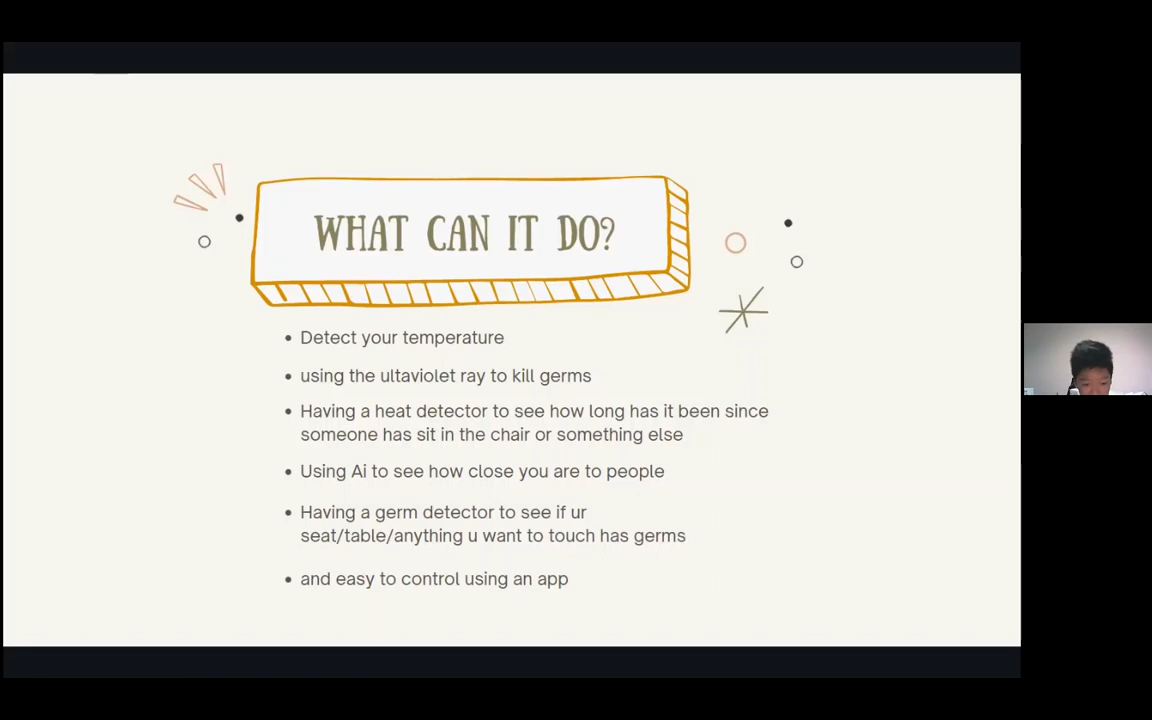 WHAT CAN IT DO?
• Detect your temperature
• using the ultaviolet ray to kill germs
• Having a heat detector to see how long has it been since
someone has sit in the chair or something else
• Using Ai to see how close you are to people
• Having a germ detector to see if ur
seat/table/anything u want to touch has germs
• and easy to control using an app